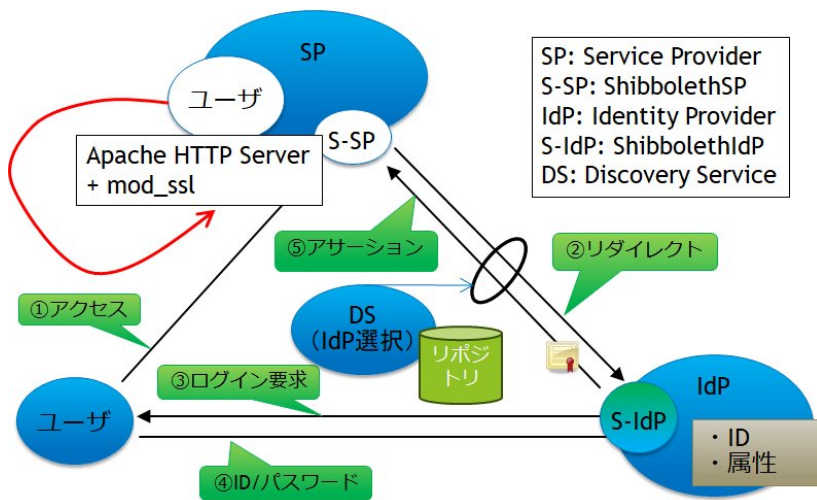 SP
ユーザ
S-SP
Apache HTTP Server
+ mod_ssl
SP: Service Provider
S-SP: ShibbolethSP
IdP: Identity Provider
S-IdP: ShibbolethIdP
DS: Discovery Service
⑤アサーション
②リダイレクト
①アクセス
DS
(IdP選択)
リポジ
トリ
③ログイン要求
ユーザ
S-IdP
IdP
・ID
・属性
④ID/パスワード